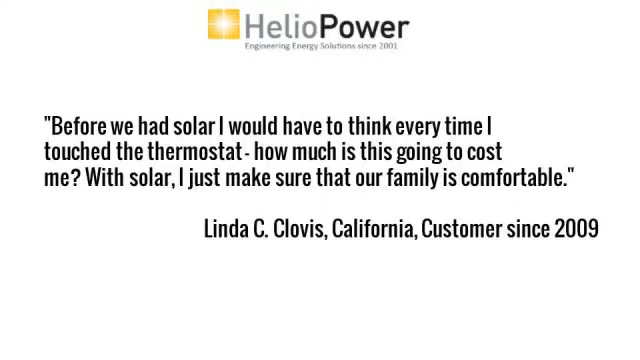 HelioPower
Engineering Energy Solutions since 2001
"Before we had solar I would have to think every time I
touched the thermostat - how much is this going to cost
me? With solar, I just make sure that our family is comfortable."
Linda C. Clovis, California, Customer since 2009